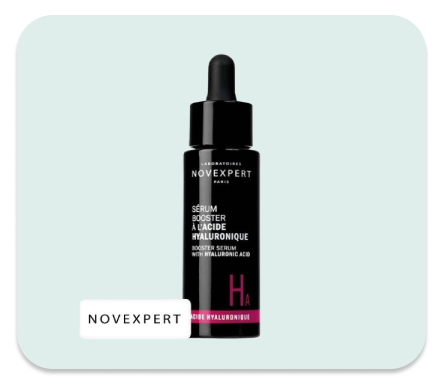 LABORATOIRES
NOVEXPERT
PARIS
SÉRUM
BOOSTER
À L'ACIDE
HYALURONIQUE
BOOSTER SERUM
WITH HYALURONIC ACID
HA
ACIDE HYALURONIQUE
NOVEXPERT